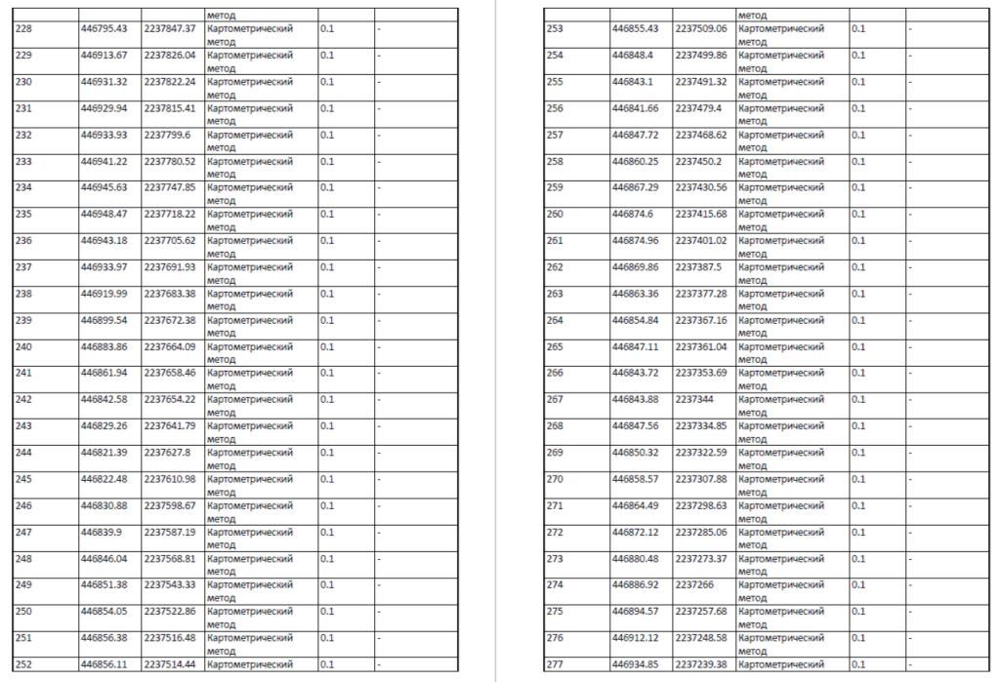 метод
228 446795.43 2237847.37 Картометрический 0.1 -
метод
229 446913.67 2237826.04 Картометрический 0.1 -
метод
230 446931.32 2237822.24 Картометрический 0.1 -
метод
231 446929.94 2237815.41 Картометрический 0.1 -
метод
232 446933.93 2237799.6 Картометрический 0.1 -
метод
233 446941.22 2237780.52 Картометрический 0.1 -
метод
234 446945.63 2237747.85 Картометрический 0.1 -
метод
235 446948.47 2237718.22 Картометрический 0.1 -
метод
236 446943.18 2237705.62 Картометрический 0.1 -
метод
237 446933.97 2237691.93 Картометрический 0.1 -
метод
238 446919.99 2237683.38 Картометрический 0.1 -
метод
239 446899.54 2237672.38 Картометрический 0.1 -
метод
240 446883.86 2237664.09 Картометрический 0.1 -
метод
241 446861.94 2237658.46 Картометрический 0.1 -
метод
242 446842.58 2237654.22 Картометрический 0.1 -
метод
243 446829.26 2237641.79 Картометрический 0.1 -
метод
244 446821.39 2237627.8 Картометрический 0.1 -
метод
245 446822.48 2237610.98 Картометрический 0.1 -
метод
246 446830.88 2237598.67 Картометрический 0.1 -
метод
247 446839.9 2237587.19 Картометрический 0.1 -
метод
248 446846.04 2237568.81 Картометрический 0.1 -
метод
249 446851.38 2237543.33 Картометрический 0.1 -
метод
250 446854.05 2237522.86 Картометрический 0.1 -
метод
251 446856.38 2237516.48 Картометрический 0.1 -
метод
252 446856.11 2237514.44 Картометрический 0.1 -
метод
253 446855.43 2237509.06 Картометрический 0.1 -
метод
254 446848.4 2237499.86 Картометрический 0.1 -
метод
255 446843.1 2237491.32 Картометрический 0.1 -
метод
256 446841.66 2237479.4 Картометрический 0.1 -
метод
257 446847.72 2237468.62 Картометрический 0.1 -
метод
258 446860.25 2237450.2 Картометрический 0.1 -
метод
259 446867.29 2237430.56 Картометрический 0.1 -
метод
260 446874.6 2237415.68 Картометрический 0.1 -
метод
261 446874.96 2237401.02 Картометрический 0.1 -
метод
262 446869.86 2237387.5 Картометрический 0.1 -
метод
263 446863.36 2237377.28 Картометрический 0.1 -
метод
264 446854.84 2237367.16 Картометрический 0.1 -
метод
265 446847.11 2237361.04 Картометрический 0.1 -
метод
266 446843.72 2237353.69 Картометрический 0.1 -
метод
267 446843.88 2237344 Картометрический 0.1 -
метод
268 446847.56 2237334.85 Картометрический 0.1 -
метод
269 446850.32 2237322.59 Картометрический 0.1 -
метод
270 446858.57 2237307.88 Картометрический 0.1 -
метод
271 446864.49 2237298.63 Картометрический 0.1 -
метод
272 446872.12 2237285.06 Картометрический 0.1 -
метод
273 446880.48 2237273.37 Картометрический 0.1 -
метод
274 446886.92 2237266 Картометрический 0.1 -
метод
275 446894.57 2237257.68 Картометрический 0.1 -
метод
276 446912.12 2237248.58 Картометрический 0.1 -
метод
277 446934.85 2237239.38 Картометрический 0.1 -